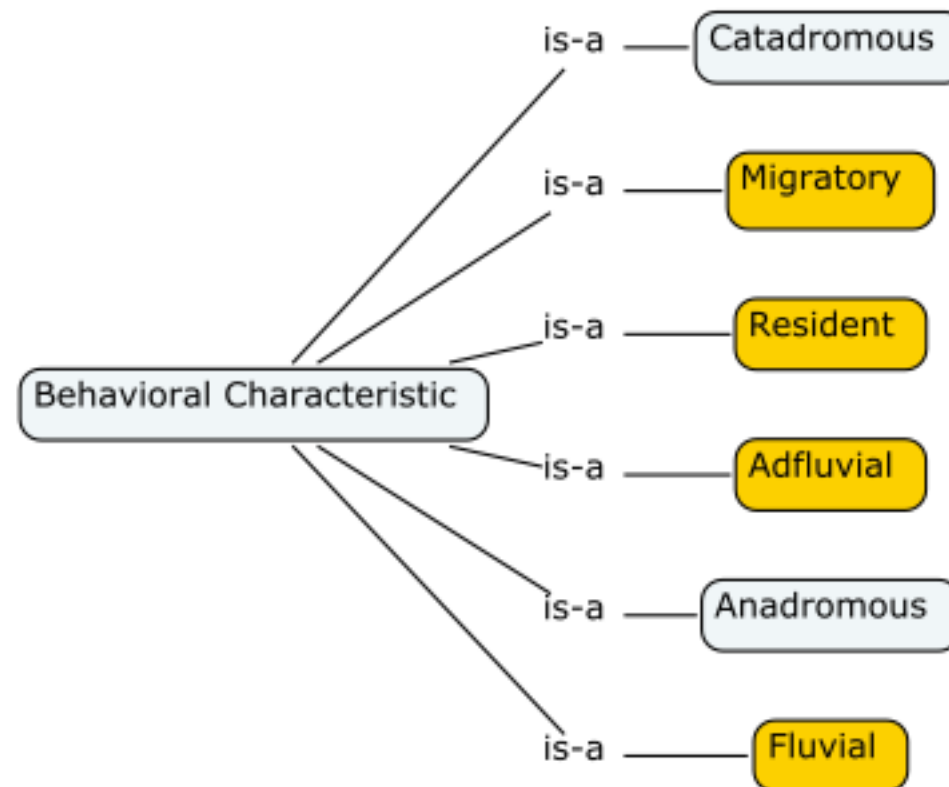 is-a Catadromous
is-a Migratory
is-a Resident
Behavioral Characteristic
is-a Adfluvial
is-a Anadromous
is-a Fluvial